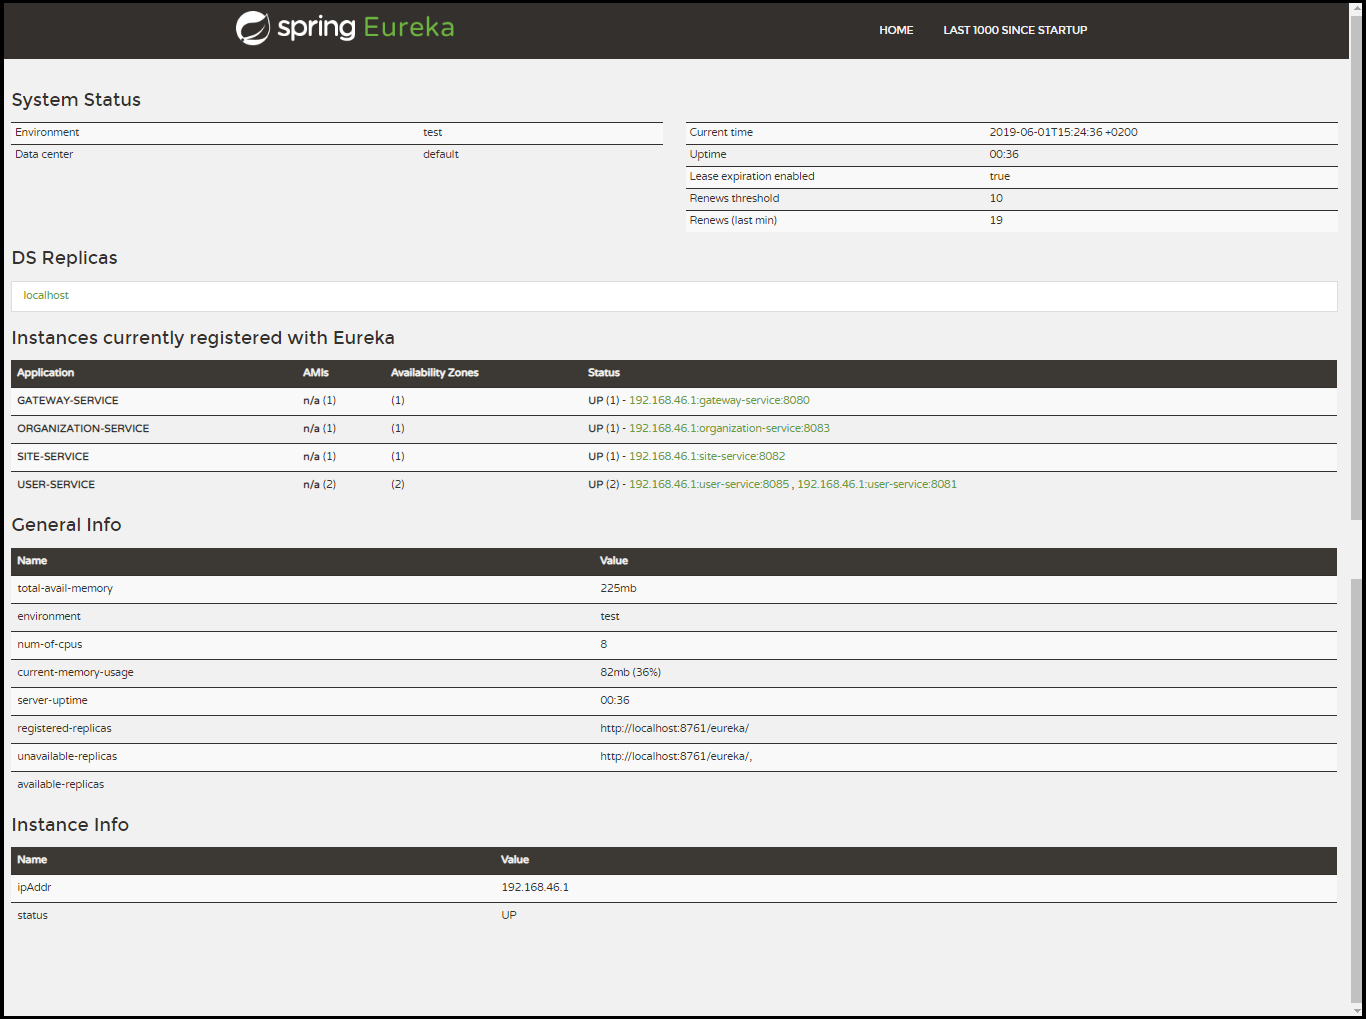 spring Eureka
HOME LAST 1000 SINCE STARTUP
System Status
Environment test
Data center default
Current time 2019-06-01T15:24:36 +0200
Uptime 00:36
Lease expiration enabled true
Renews threshold 10
Renews (last min) 19
DS Replicas
localhost
Instances currently registered with Eureka
Application AMIs Availability Zones Status
GATEWAY-SERVICE n/a (1) (1) UP (1) - 192.168.46.1:gateway-service:8080
ORGANIZATION-SERVICE n/a (1) (1) UP (1) - 192.168.46.1:organization-service:8083
SITE-SERVICE n/a (1) (1) UP (1) - 192.168.46.1:site-service:8082
USER-SERVICE n/a (2) (2) UP (2) - 192.168.46.1:user-service:8085 , 192.168.46.1:user-service:8081
General Info
Name Value
total-avail-memory 225mb
environment test
num-of-cpus 8
current-memory-usage 82mb (36%)
server-uptime 00:36
registered-replicas http://localhost:8761/eureka/
unavailable-replicas http://localhost:8761/eureka/,
available-replicas
Instance Info
Name Value
ipAddr 192.168.46.1
status UP